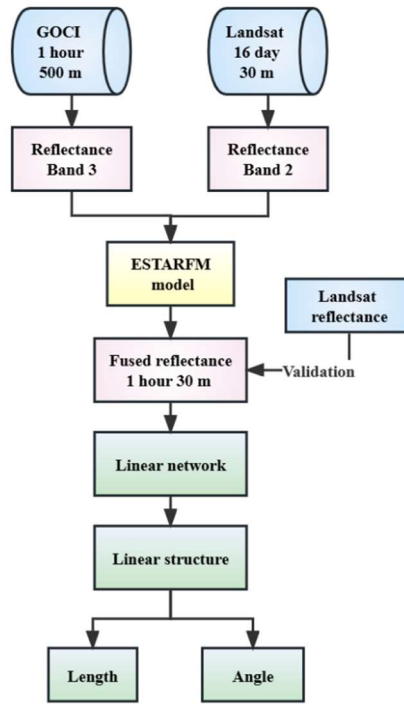 GOCI
1 hour
500 m
Landsat
16 day
30 m
Reflectance
Band 3
Reflectance
Band 2
ESTARFM
model
Landsat
reflectance
Fused reflectance
1 hour 30 m
Validation
Linear network
Linear structure
Length
Angle